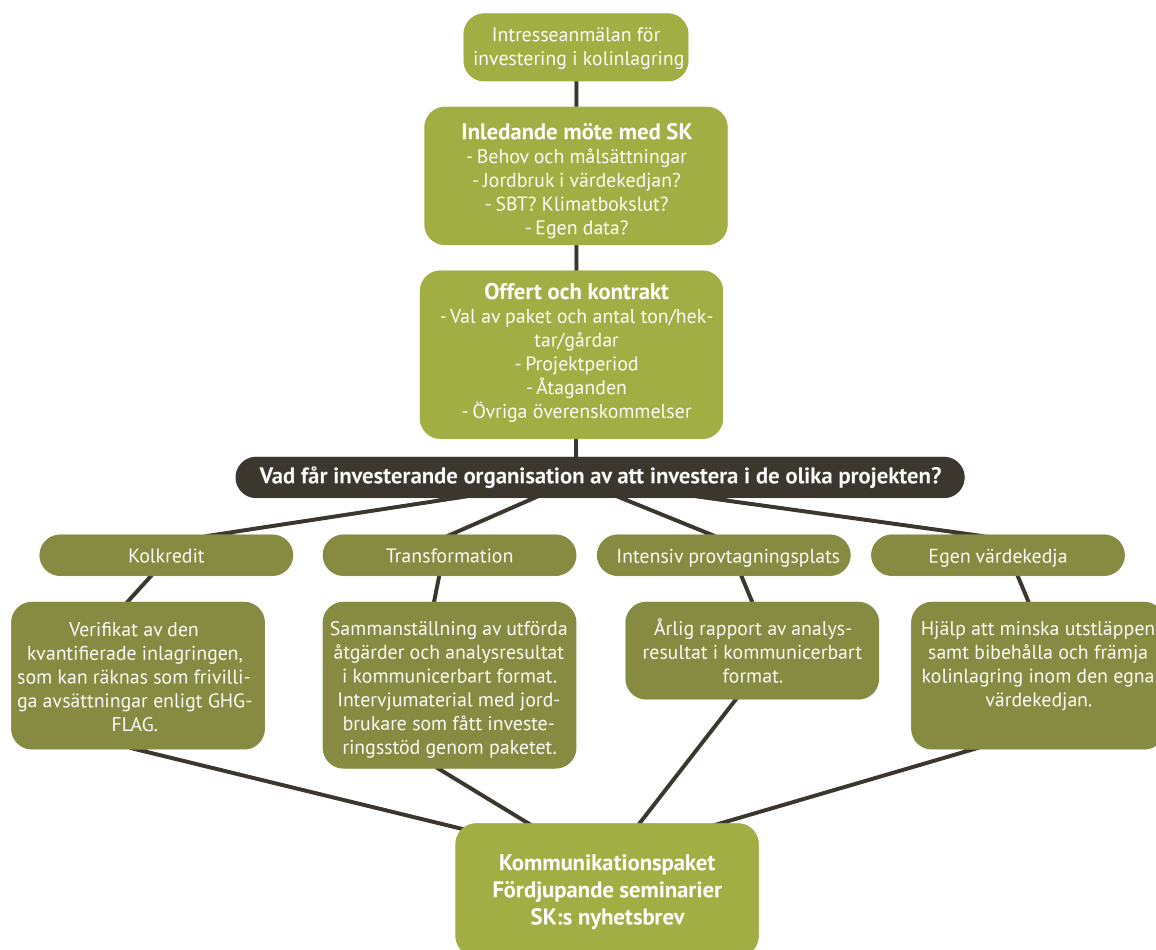 Intresseanmälan för
investering i kolinlagring
Inledande möte med SK
- Behov och målsättningar
- Jordbruk i värdekedjan?
- SBT? Klimatbokslut?
- Egen data?
Offert och kontrakt
- Val av paket och antal ton/hek-
tar/gårdar
- Projektperiod
- Åtaganden
- Övriga överenskommelser
Vad får investerande organisation av att investera i de olika projekten?
Kolkredit
Verifikat av den
kvantifierade inlagringen,
som kan räknas som frivilli-
ga avsättningar enligt GHG-
FLAG.
Transformation
Sammanställning av utförda
åtgärder och analysresultat
i kommunicerbart format.
Intervjumaterial med jord-
brukare som fått investe-
ringsstöd genom paketet.
Intensiv provtagningsplats
Årlig rapport av analys-
resultat i kommunicerbart
format.
Egen värdekedja
Hjälp att minska utstläppen
samt bibehålla och främja
kolinlagring inom den egna
värdekedjan.
Kommunikationspaket
Fördjupande seminarier
SK:s nyhetsbrev